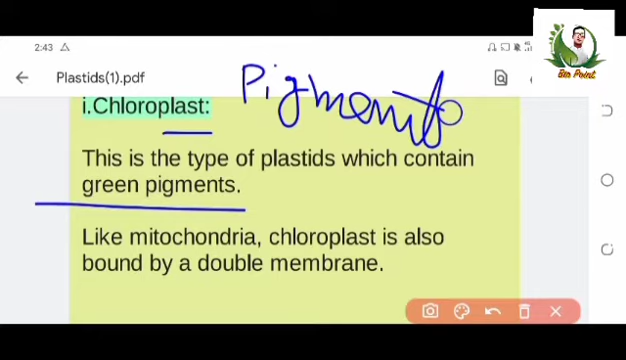 2:43
Plastids(1).pdf
Pigments
i.Chloroplast:
This is the type of plastids which contain
green pigments.
Like mitochondria, chloroplast is also
bound by a double membrane.
Bio Point